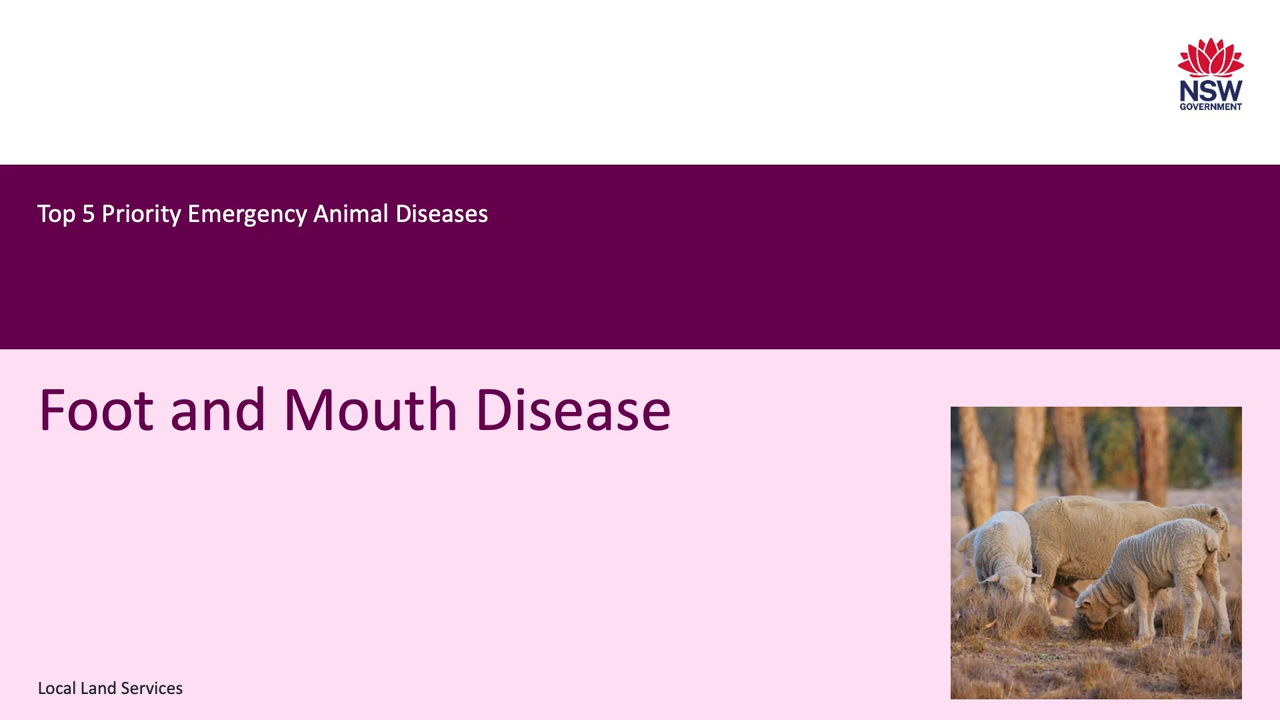 NSW
GOVERNMENT
Top 5 Priority Emergency Animal Diseases
Foot and Mouth Disease
Local Land Services